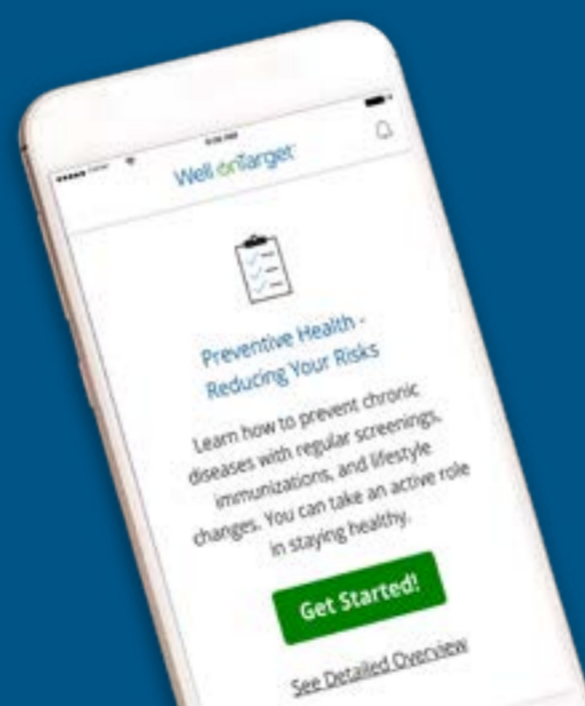 Well onTarget
Preventive Health -
Reducing Your Risks
Learn how to prevent chronic
diseases with regular screenings,
immunizations, and lifestyle
changes. You can take an active role
in staying healthy.
Get Started!
See Detailed Overview